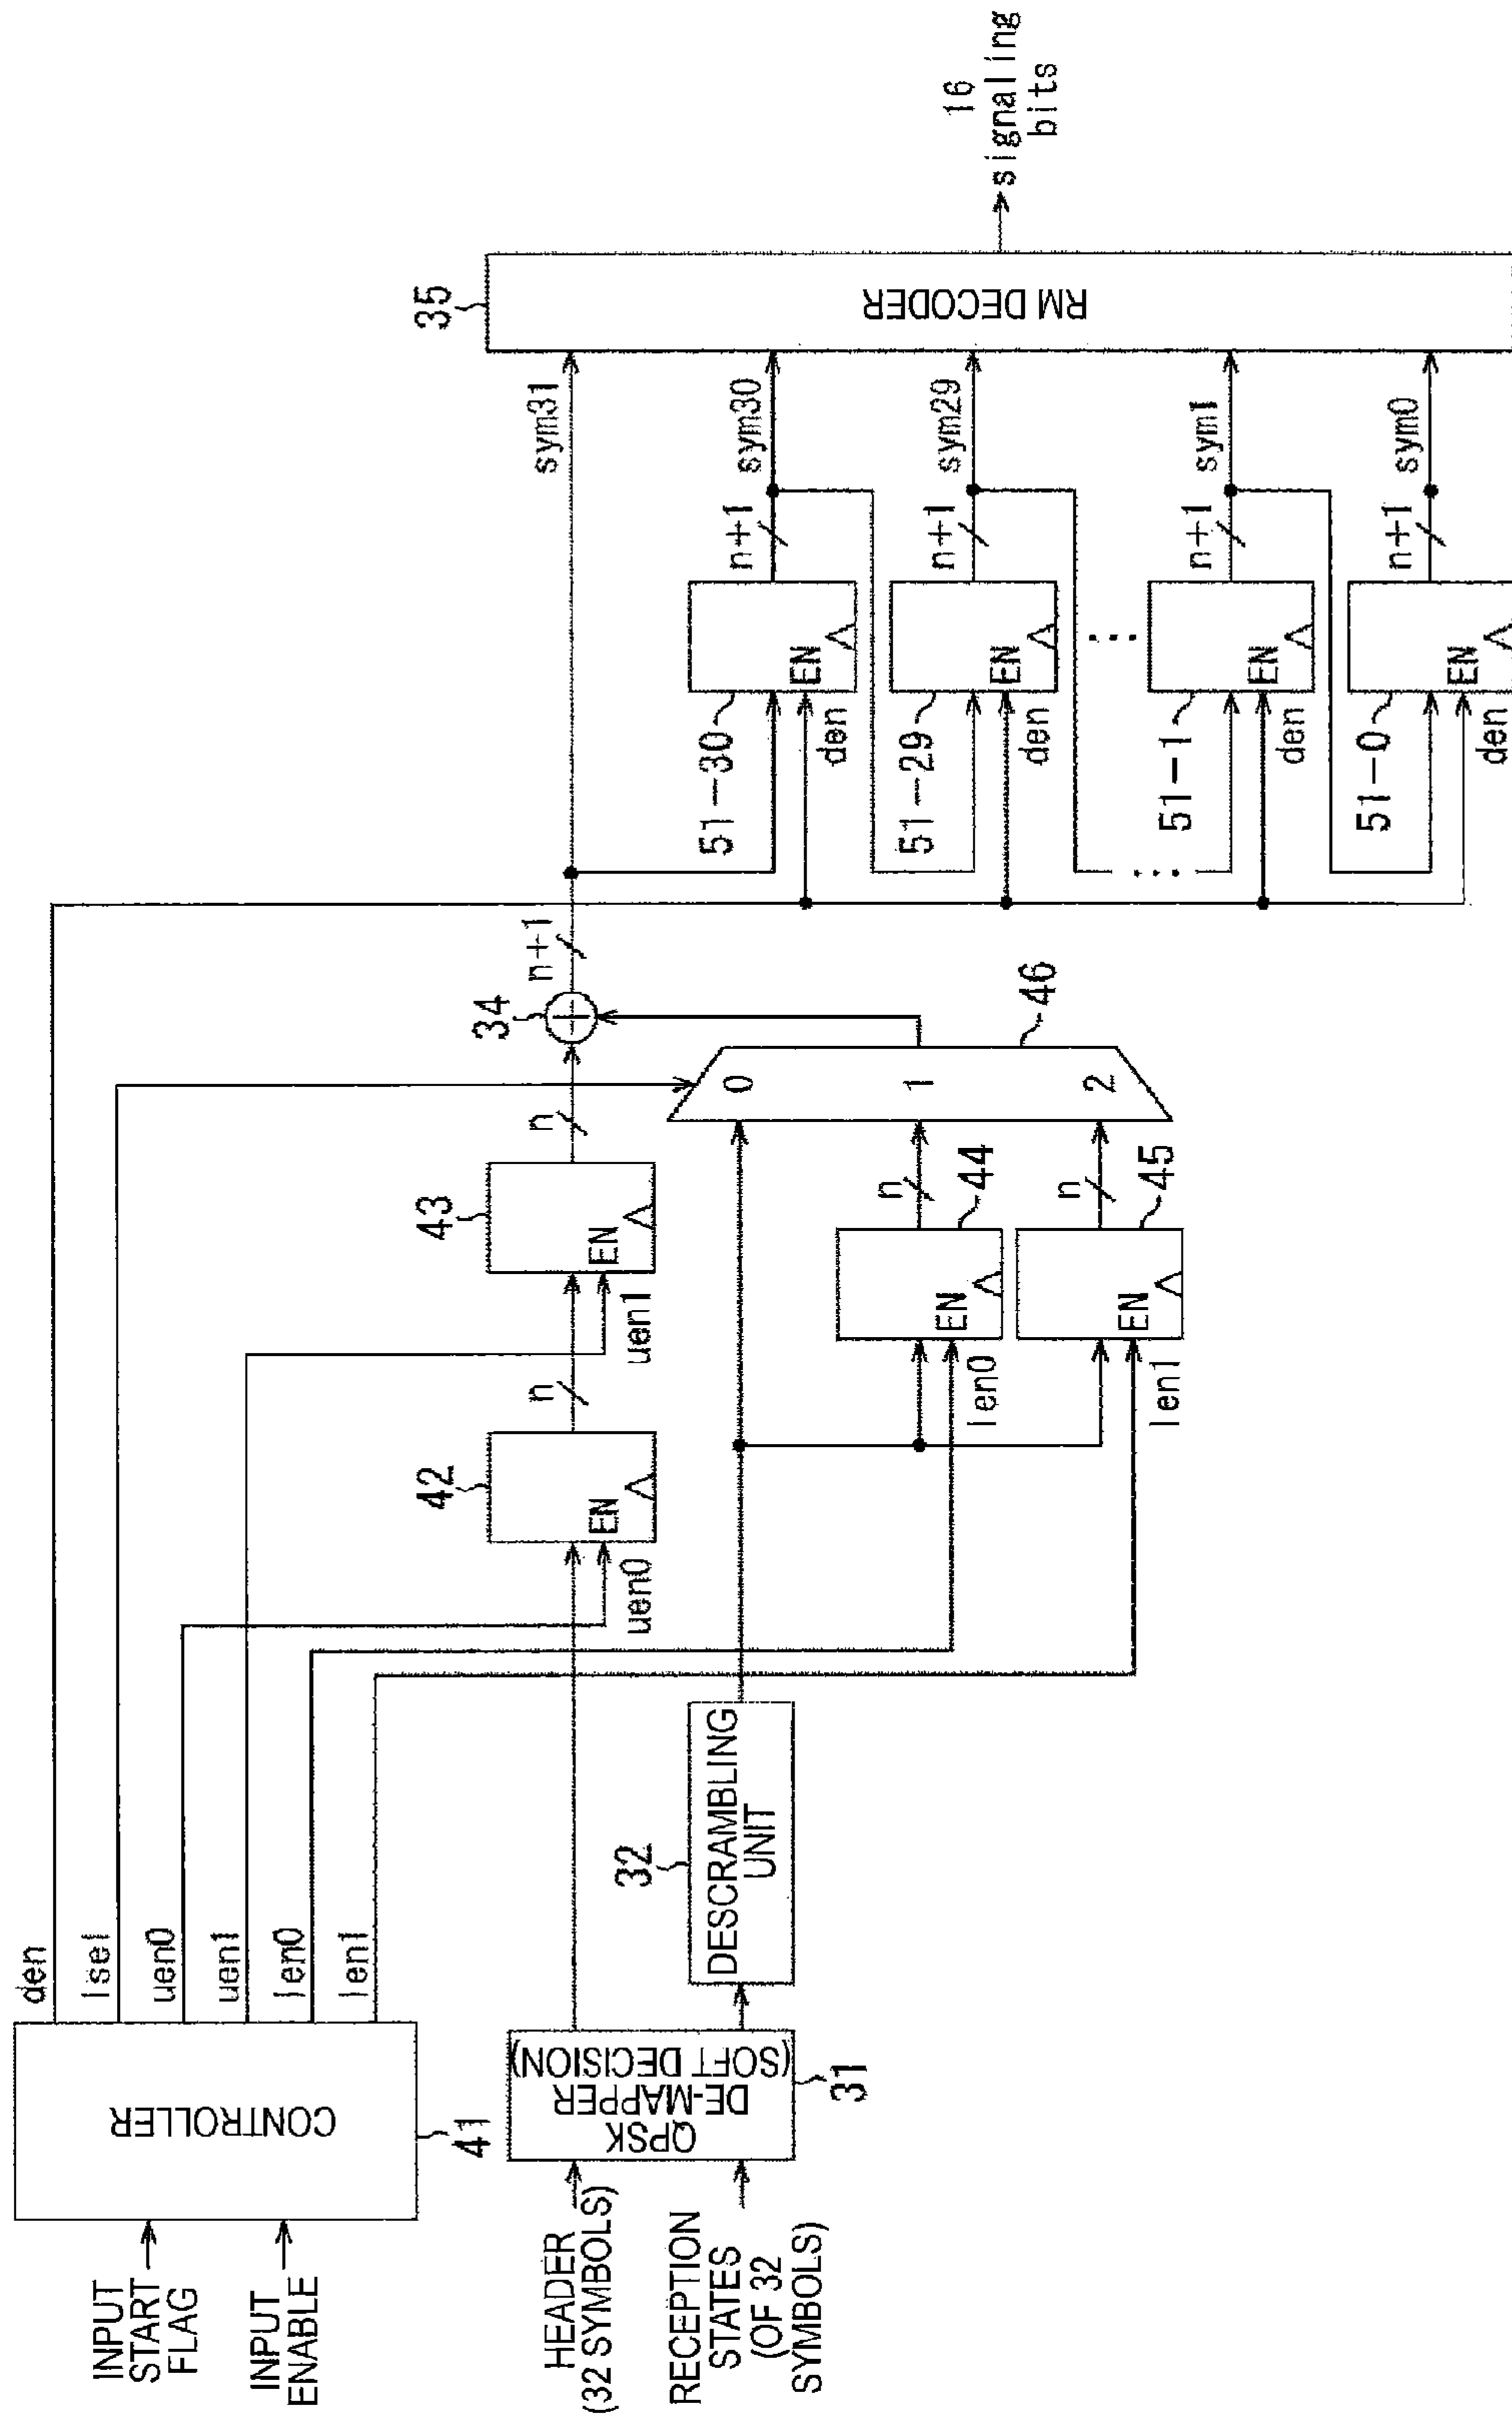 INPUT
START
FLAG
INPUT
ENABLE
CONTROLLER
41
den
lsel
uen0
uen1
len0
len1
HEADER
(32 SYMBOLS)
RECEPTION
STATES
(OF 32
SYMBOLS)
QPSK
DE-MAPPER
(SOFT DECISION)
31
32
DESCRAMBLING
UNIT
42
EN
uen0
n
43
EN
uen1
n
34
n+1
44
EN
len0
n
45
EN
len1
n
46
0
1
2
51-30
EN
den
n+1
sym31
sym30
51-29
EN
den
n+1
sym29
51-1
EN
den
n+1
sym1
51-0
EN
den
n+1
sym0
35
RM DECODER
16
signaling
bits